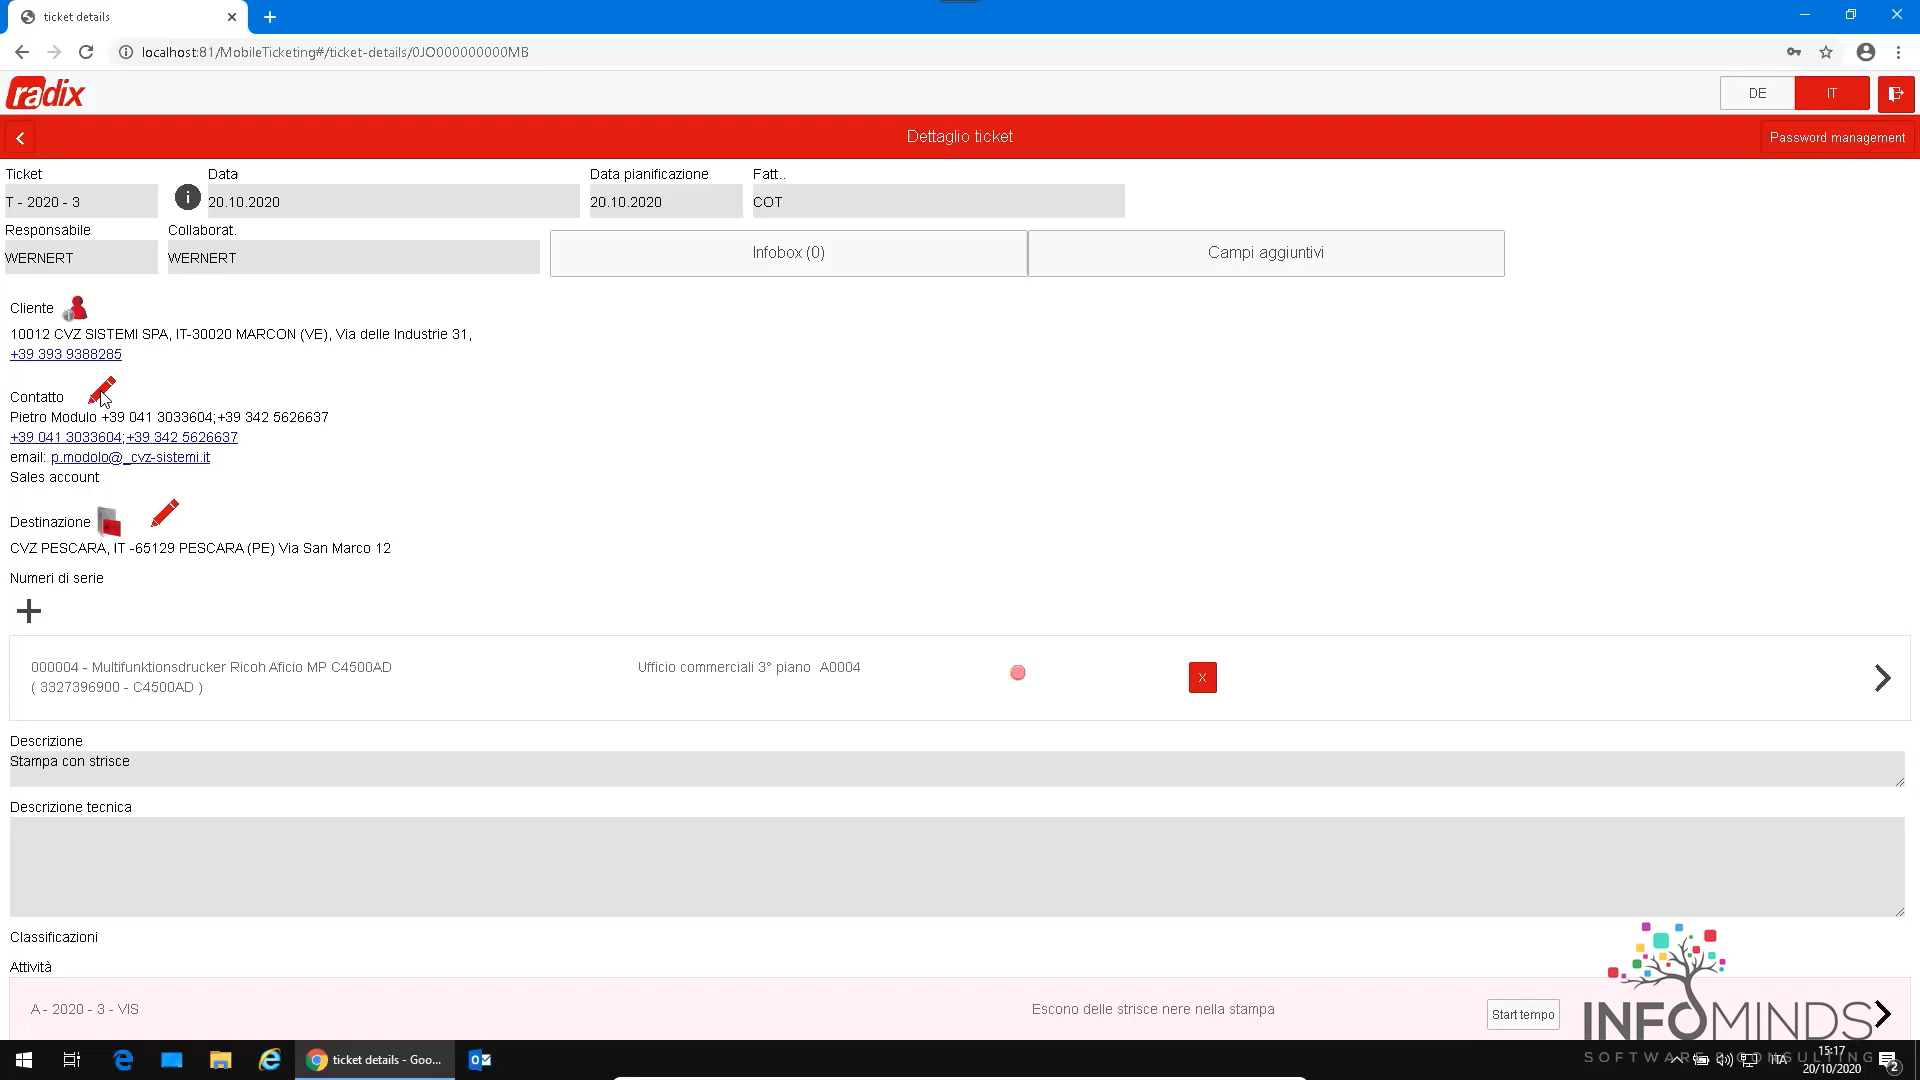 ticket details
localhost:81/MobileTicketing#/ticket-details/0JO000000000MB
radix
DE
IT
Dettaglio ticket
Password management
Ticket
Data
Data pianificazione
Fatt..
T - 2020 - 3
i
20.10.2020
20.10.2020
COT
Responsabile
Collaborat.
WERNERT
WERNERT
Infobox (0)
Campi aggiuntivi
Cliente
10012 CVZ SISTEMI SPA, IT-30020 MARCON (VE), Via delle Industrie 31,
+39 393 9388285
Contatto
Pietro Modulo +39 041 3033604;+39 342 5626637
+39 041 3033604;+39 342 5626637
email: p.modolo@_cvz-sistemi.it
Sales account
Destinazione
CVZ PESCARA, IT -65129 PESCARA (PE) Via San Marco 12
Numeri di serie
000004 - Multifunktionsdrucker Ricoh Aficio MP C4500AD
( 3327396900 - C4500AD )
Ufficio commerciali 3° piano A0004
X
Descrizione
Stampa con strisce
Descrizione tecnica
Classificazioni
Attività
A - 2020 - 3 - VIS
Escono delle strisce nere nella stampa
Start tempo
INFOMINDS
SOFTWARE & CONSULTING
ticket details - Goo...
ITA
15:17
20/10/2020
2